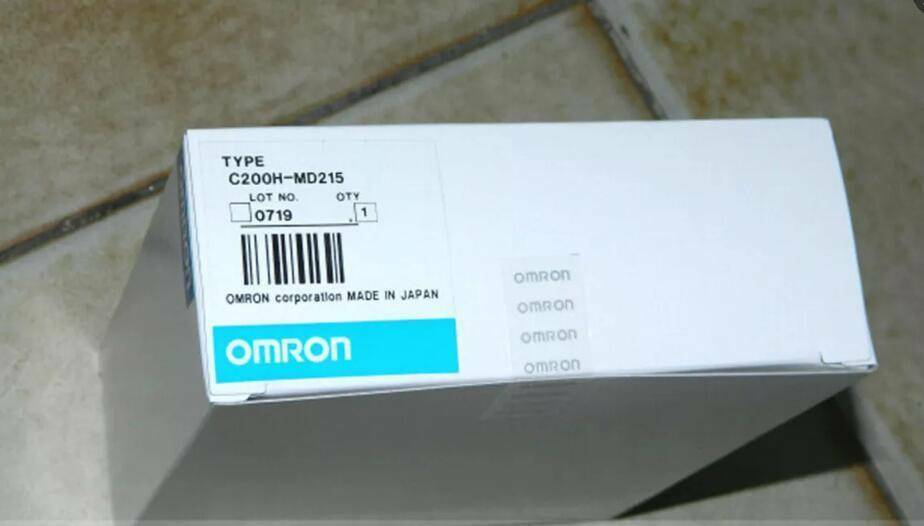 TYPE
C200H-MD215
LOT NO. QTY
0719 1
OMRON corporation MADE IN JAPAN
OMRON
OMRON
OMRON
OMRON
OMRON